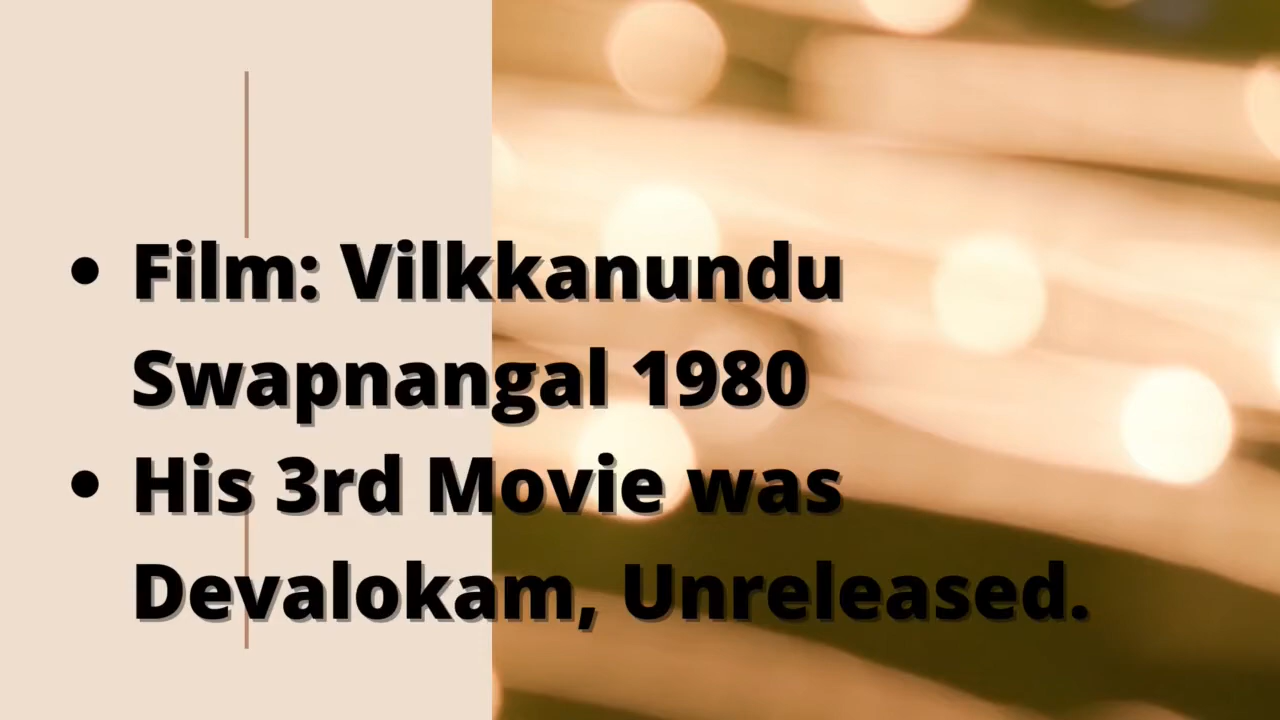 • Film: Vilkkanundu
Swapnangal 1980
• His 3rd Movie was
Devalokam, Unreleased.